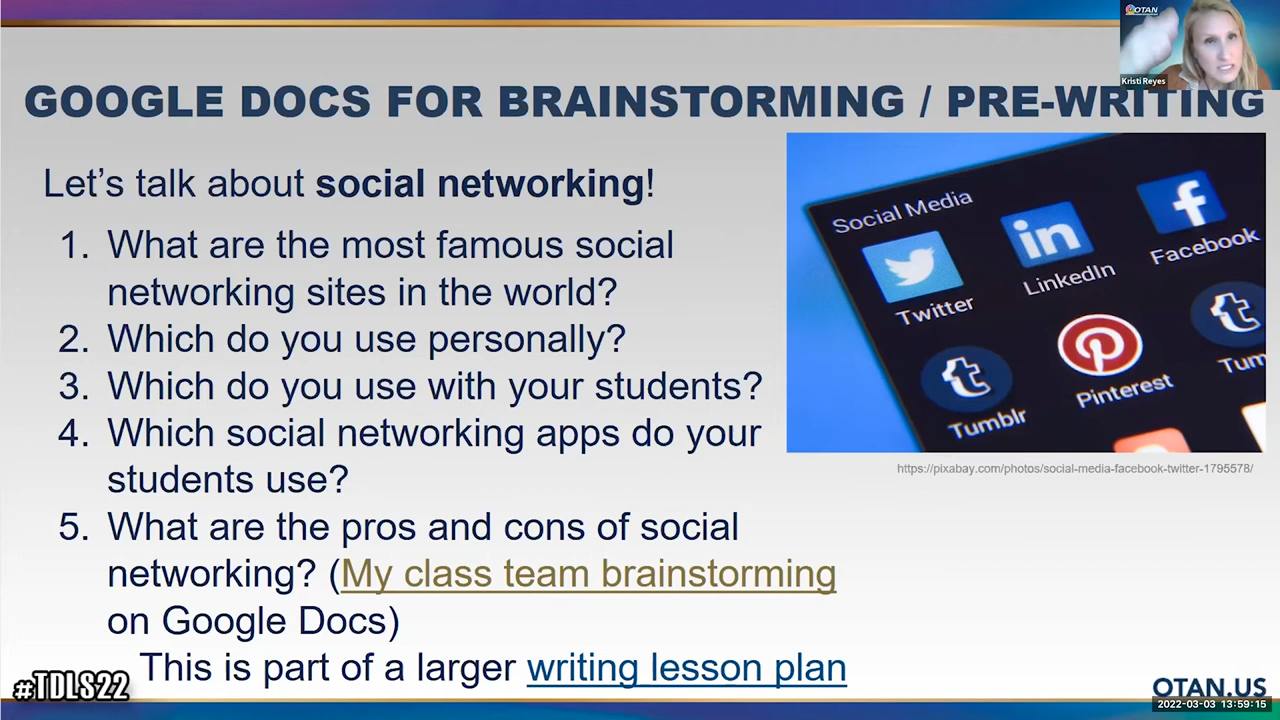 OTAN
Kristi Reyes
GOOGLE DOCS FOR BRAINSTORMING / PRE-WRITING
Let's talk about social networking!
1. What are the most famous social
networking sites in the world?
2. Which do you use personally?
3. Which do you use with your students?
4. Which social networking apps do your
students use?
5. What are the pros and cons of social
networking? (My class team brainstorming
on Google Docs)
This is part of a larger writing lesson plan
Social Media
Twitter
LinkedIn
Facebook
Tumblr
Pinterest
Tum
https://pixabay.com/photos/social-media-facebook-twitter-1795578/
#TDLS22
OTAN.US
2022-03-03 13:59:15